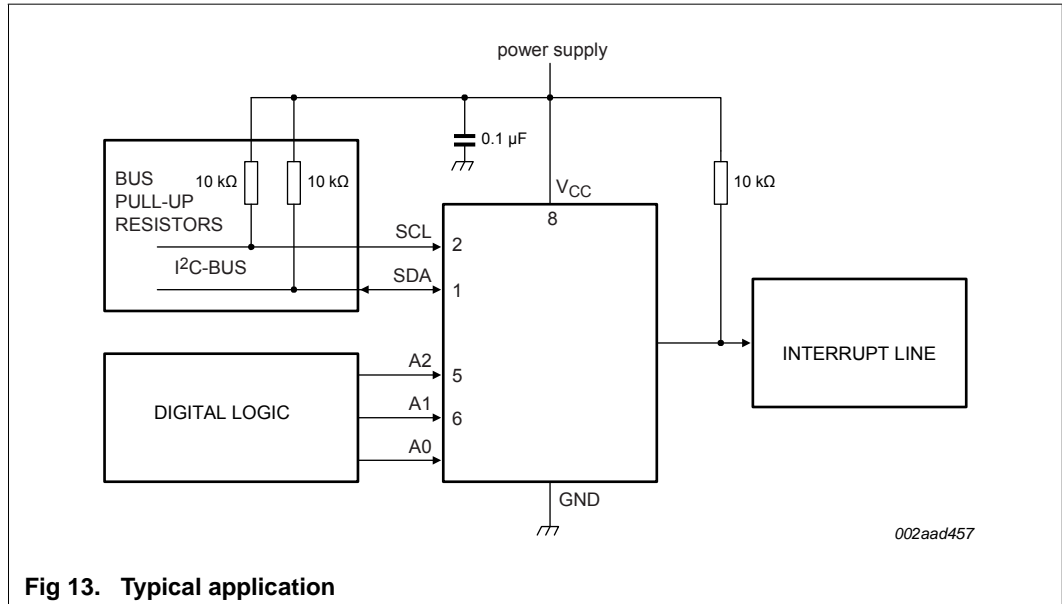 power supply
0.1 µF
BUS
PULL-UP
RESISTORS
10 kΩ
10 kΩ
10 kΩ
VCC
8
SCL
2
I2C-BUS
SDA
1
INTERRUPT LINE
A2
5
DIGITAL LOGIC
A1
6
A0
GND
002aad457
Fig 13. Typical application